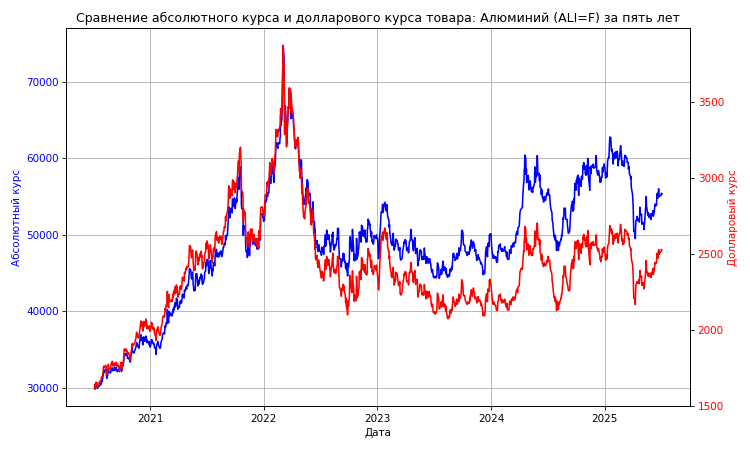 Сравнение абсолютного курса и долларового курса товара: Алюминий (ALI=F) за пять лет
Абсолютный курс
70000
60000
50000
40000
30000
3500
3000
2500
2000
1500
Долларовый курс
2021 2022 2023 2024 2025
Дата